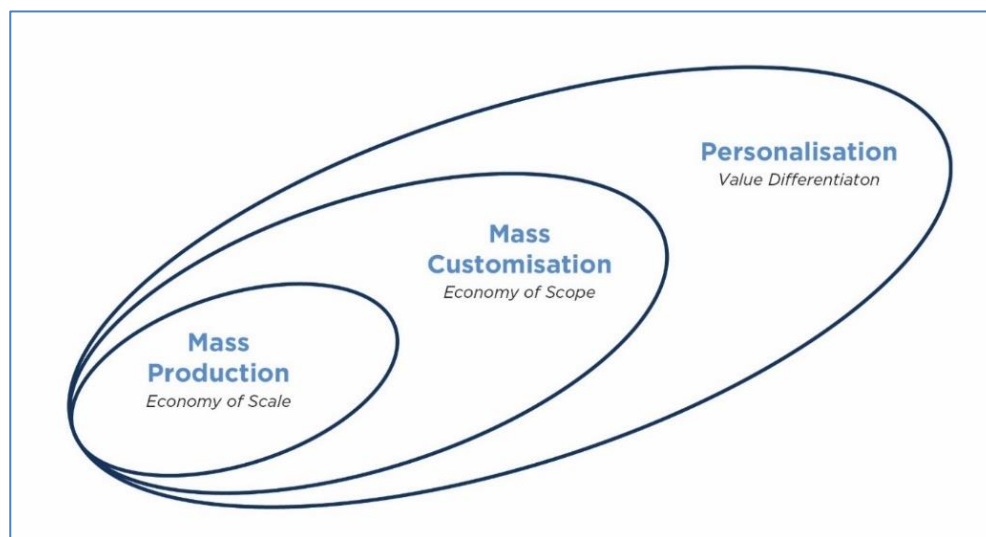 Personalisation
Value Differentiaton
Mass
Customisation
Economy of Scope
Mass
Production
Economy of Scale